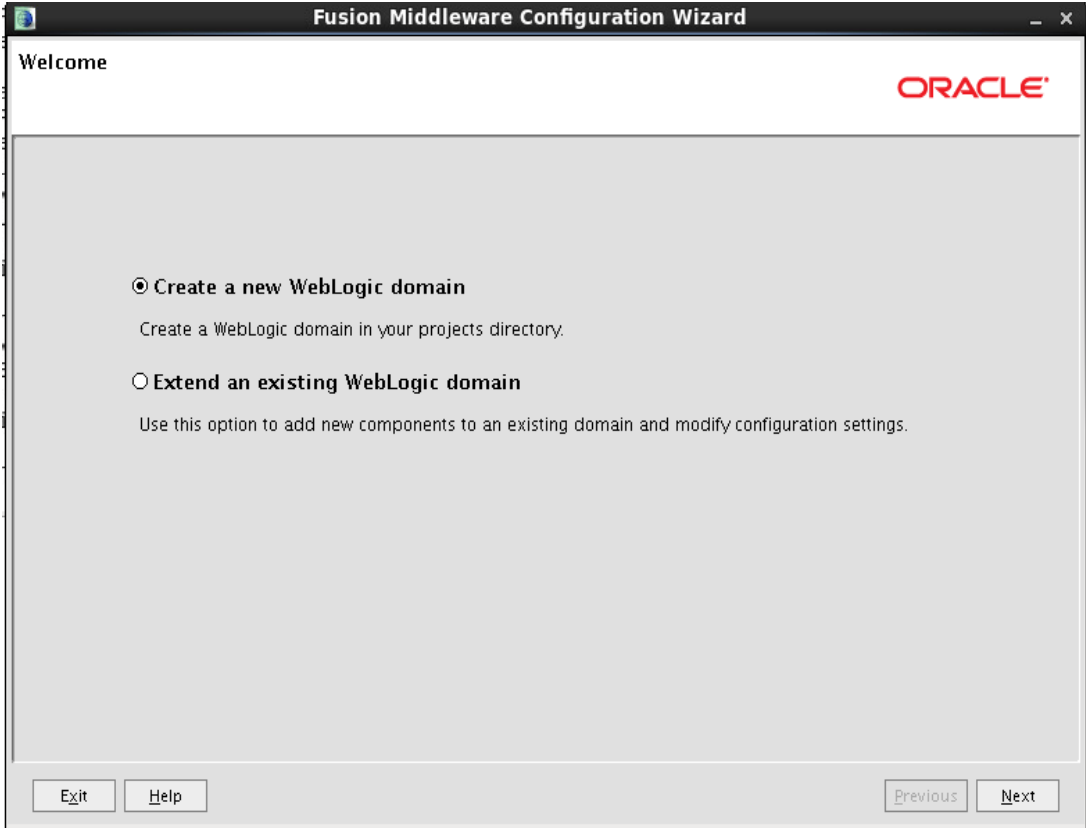 Fusion Middleware Configuration Wizard
Welcome
ORACLE
Create a new WebLogic domain
Create a WebLogic domain in your projects directory.
Extend an existing WebLogic domain
Use this option to add new components to an existing domain and modify configuration settings.
Exit
Help
Previous
Next